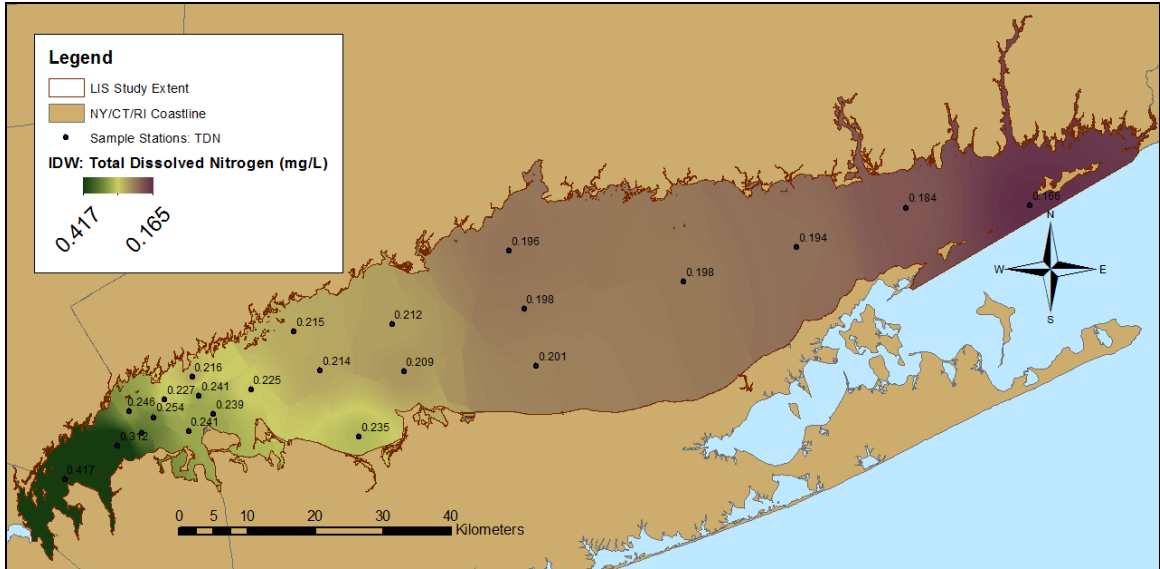 Legend
LIS Study Extent
NY/CT/RI Coastline
Sample Stations: TDN
IDW: Total Dissolved Nitrogen (mg/L)
0.417 0.165
0.166
0.184
0.194
0.196
0.198
0.198
0.201
0.212
0.215
0.214
0.209
0.216
0.225
0.227
0.241
0.246
0.254
0.239
0.241
0.235
0.312
0.417
N
W E
S
0 5 10 20 30 40
Kilometers